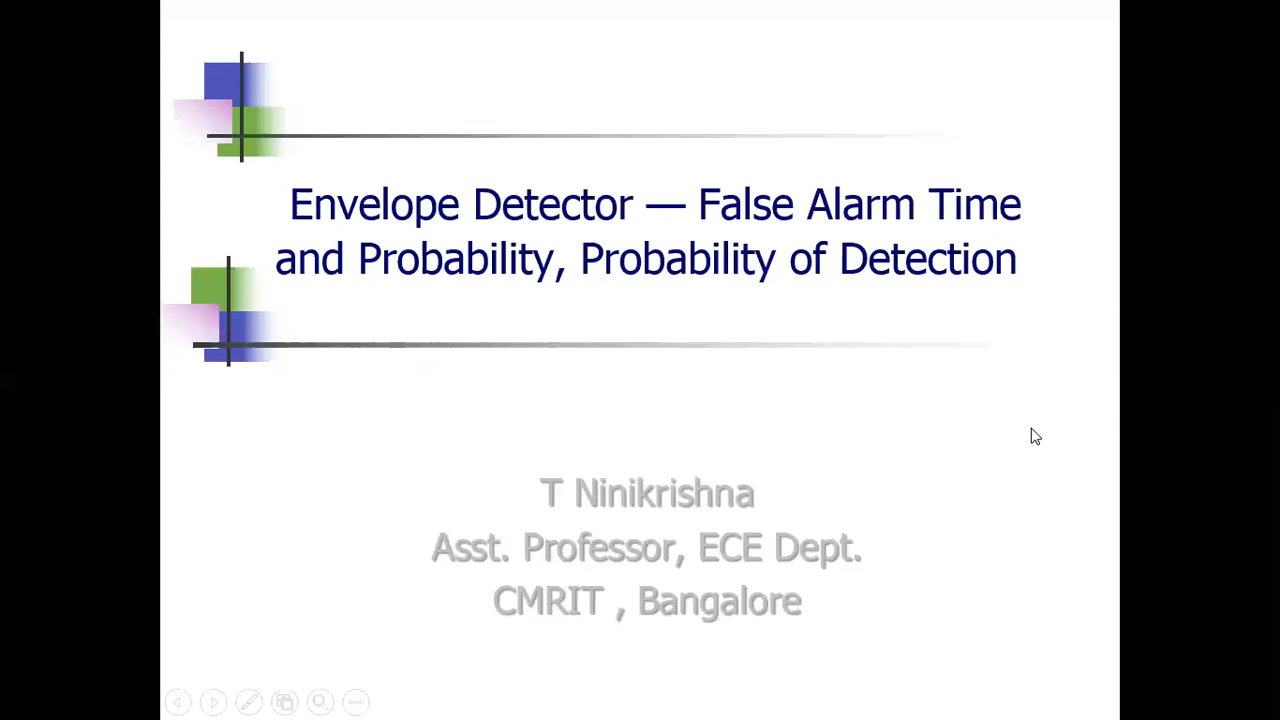 Envelope Detector — False Alarm Time
and Probability, Probability of Detection
T Ninikrishna
Asst. Professor, ECE Dept.
CMRIT , Bangalore